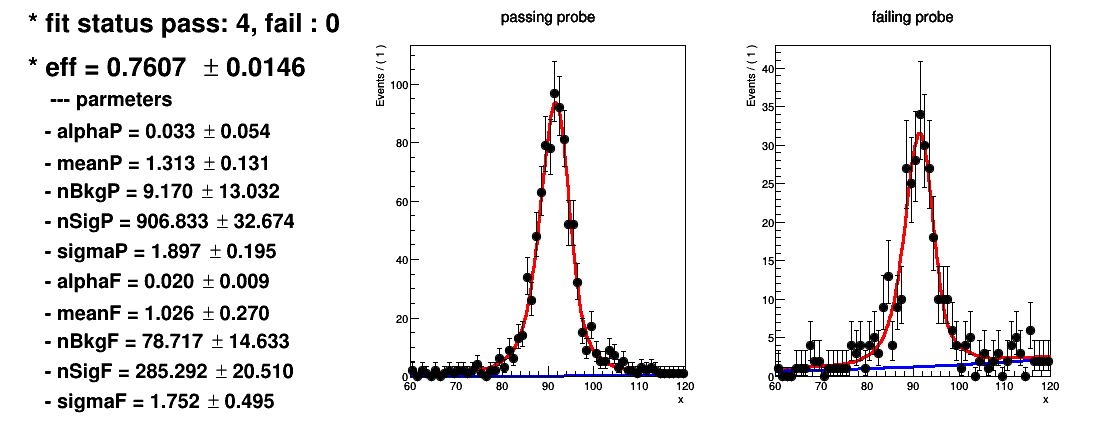 * fit status pass: 4, fail : 0
* eff = 0.7607 ± 0.0146
--- parmeters
- alphaP = 0.033 ± 0.054
- meanP = 1.313 ± 0.131
- nBkgP = 9.170 ± 13.032
- nSigP = 906.833 ± 32.674
- sigmaP = 1.897 ± 0.195
- alphaF = 0.020 ± 0.009
- meanF = 1.026 ± 0.270
- nBkgF = 78.717 ± 14.633
- nSigF = 285.292 ± 20.510
- sigmaF = 1.752 ± 0.495
passing probe
Events / ( 1 )
100
80
60
40
20
0
60 70 80 90 100 110 120
x
failing probe
Events / ( 1 )
40
35
30
25
20
15
10
5
0
60 70 80 90 100 110 120
x